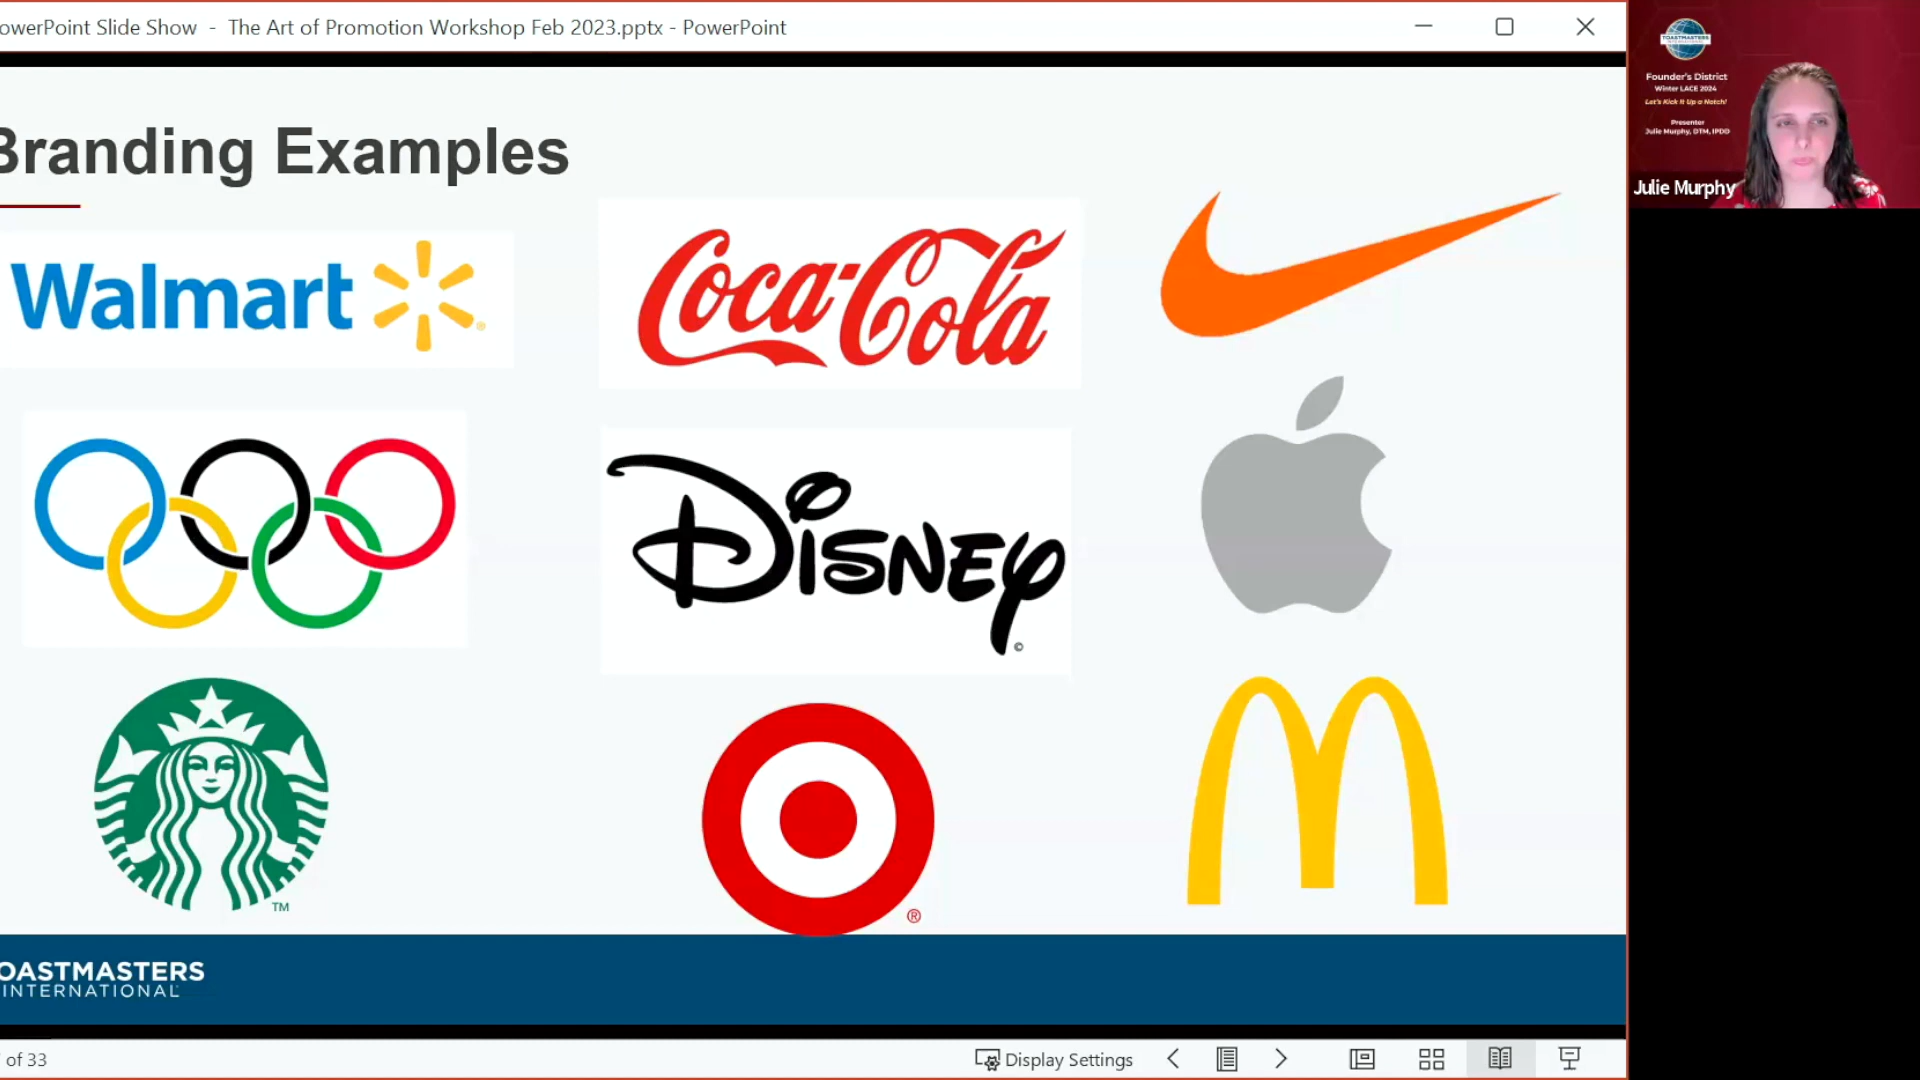 owerPoint Slide Show - The Art of Promotion Workshop Feb 2023.pptx - PowerPoint
Branding Examples
Walmart
®
Coca-Cola
Disney
©
TM
®
OASTMASTERS
INTERNATIONAL
of 33
Display Settings
TOASTMASTERS
Founder's District
Winter LACE 2024
Let's Kick It Up a Notch!
Presenter
Julie Murphy, DTM, IPDD
Julie Murphy